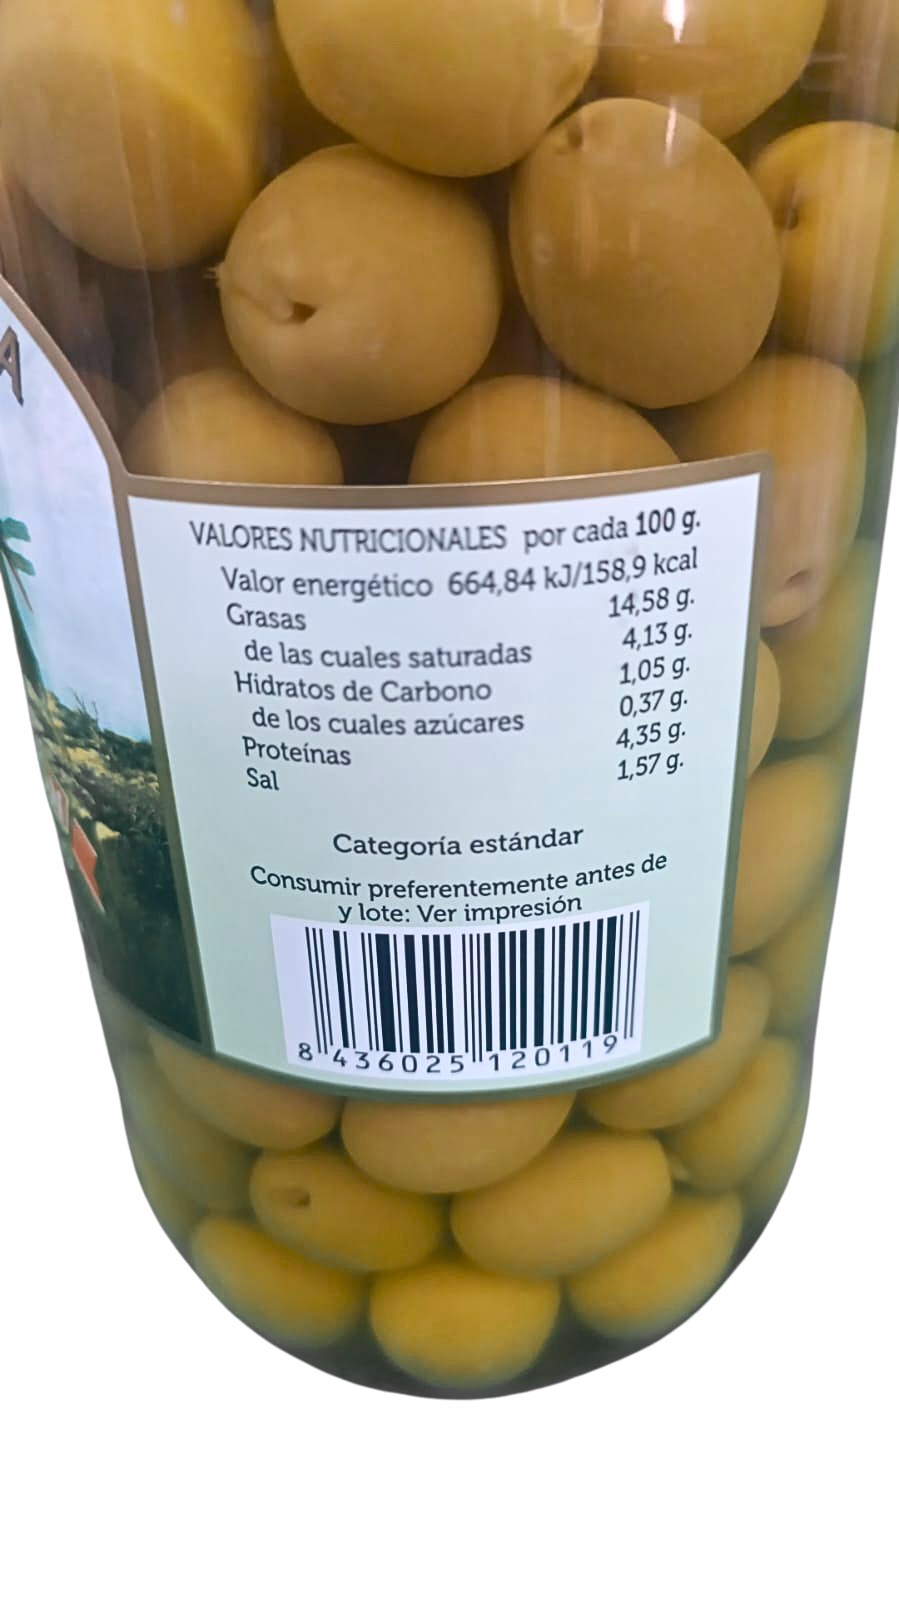 A
VALORES NUTRICIONALES por cada 100 g.
Valor energético 664,84 kJ/158,9 kcal
Grasas 14,58 g.
de las cuales saturadas 4,13 g.
Hidratos de Carbono 1,05 g.
de los cuales azúcares 0,37 g.
Proteínas 4,35 g.
Sal 1,57 g.
Categoría estándar
Consumir preferentemente antes de
y lote: Ver impresión
8 436025 120119